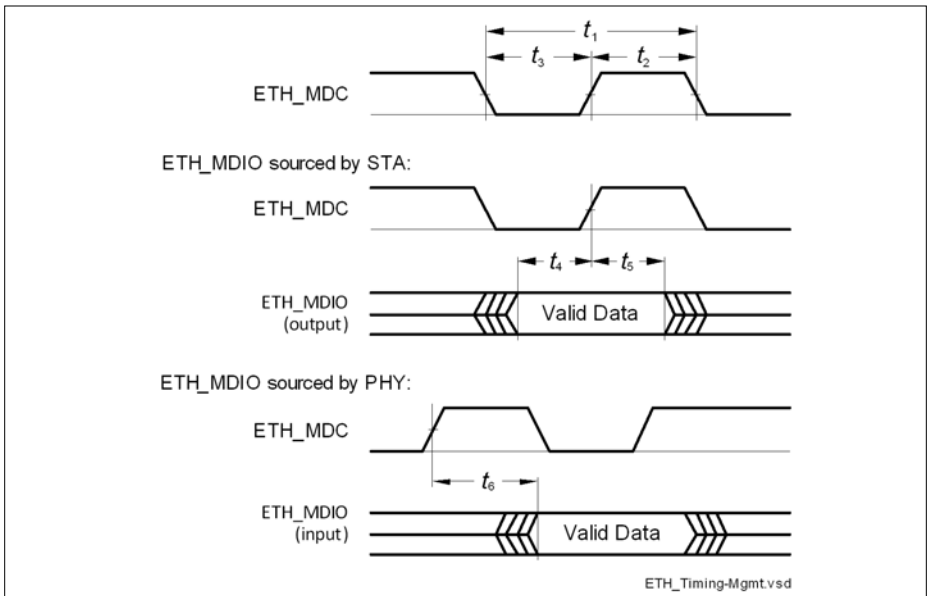 t₁
t₃ t₂
ETH_MDC
ETH_MDIO sourced by STA:
ETH_MDC
t₄ t₅
ETH_MDIO
(output)
Valid Data
ETH_MDIO sourced by PHY:
ETH_MDC
t₆
ETH_MDIO
(input)
Valid Data
ETH_Timing-Mgmt.vsd